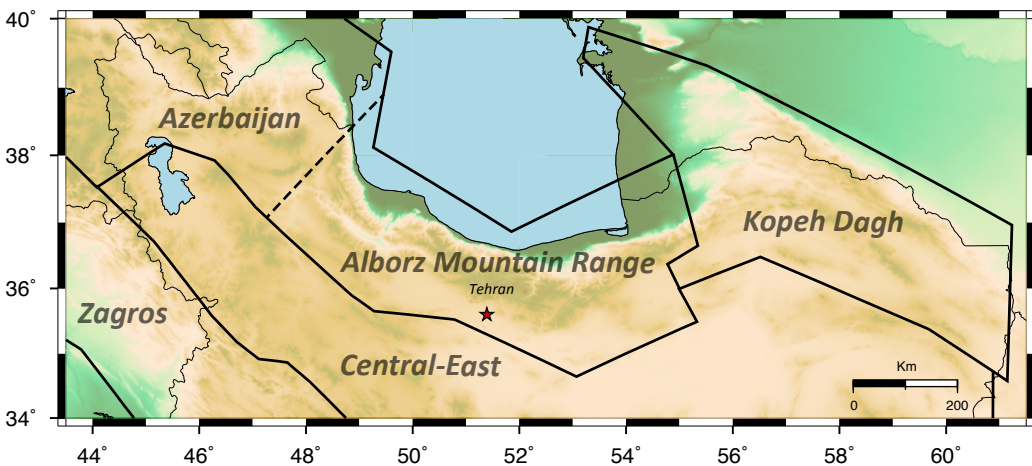 40°
38°
36°
34°
Azerbaijan
Kopeh Dagh
Alborz Mountain Range
Tehran
Zagros
Central-East
Km
0 200
44° 46° 48° 50° 52° 54° 56° 58° 60°